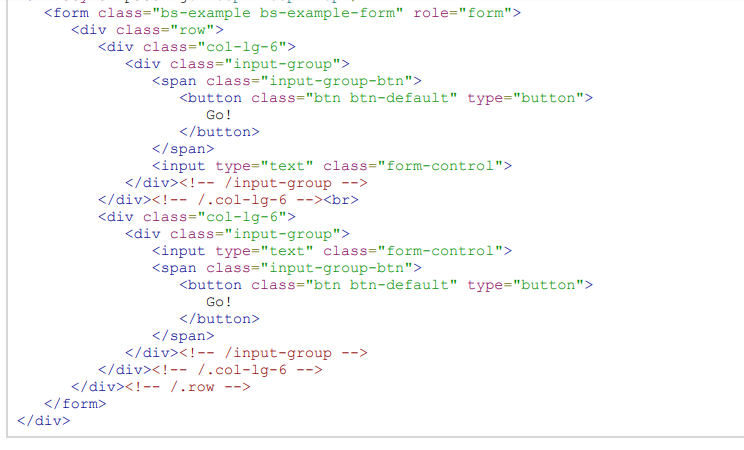 <form class="bs-example bs-example-form" role="form">
<div class="row">
<div class="col-lg-6">
<div class="input-group">
<span class="input-group-btn">
<button class="btn btn-default" type="button">
Go!
</button>
</span>
<input type="text" class="form-control">
</div><!-- /input-group -->
</div><!-- /.col-lg-6 --><br>
<div class="col-lg-6">
<div class="input-group">
<input type="text" class="form-control">
<span class="input-group-btn">
<button class="btn btn-default" type="button">
Go!
</button>
</span>
</div><!-- /input-group -->
</div><!-- /.col-lg-6 -->
</div><!-- /.row -->
</form>
</div>